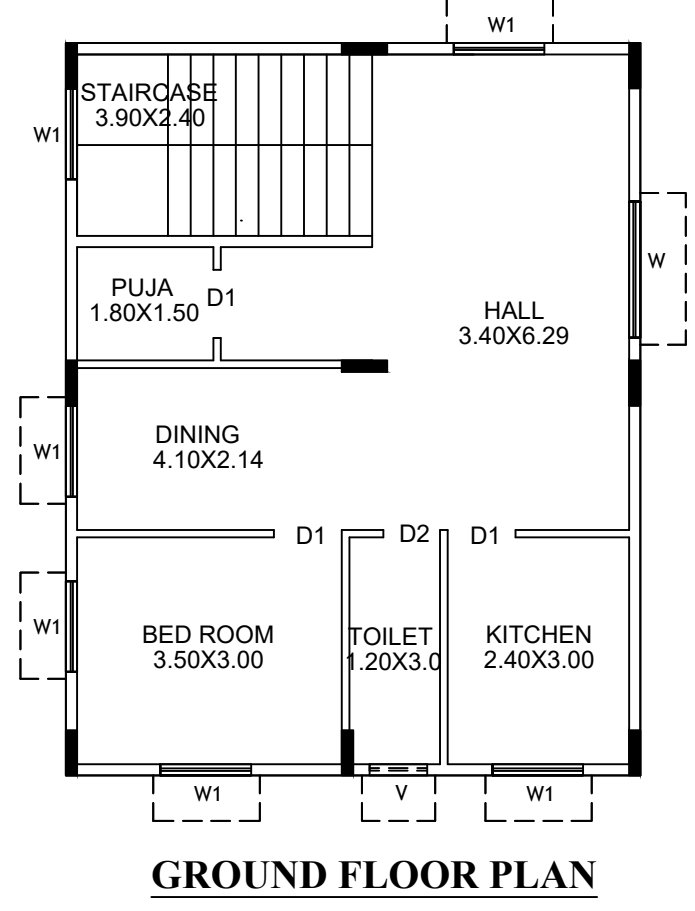 W1
STAIRCASE
3.90X2.40
W1
W
PUJA
1.80X1.50
D1
HALL
3.40X6.29
DINING
4.10X2.14
W1
D1
D2
D1
W1
BED ROOM
3.50X3.00
TOILET
1.20X3.0
KITCHEN
2.40X3.00
W1
V
W1
GROUND FLOOR PLAN